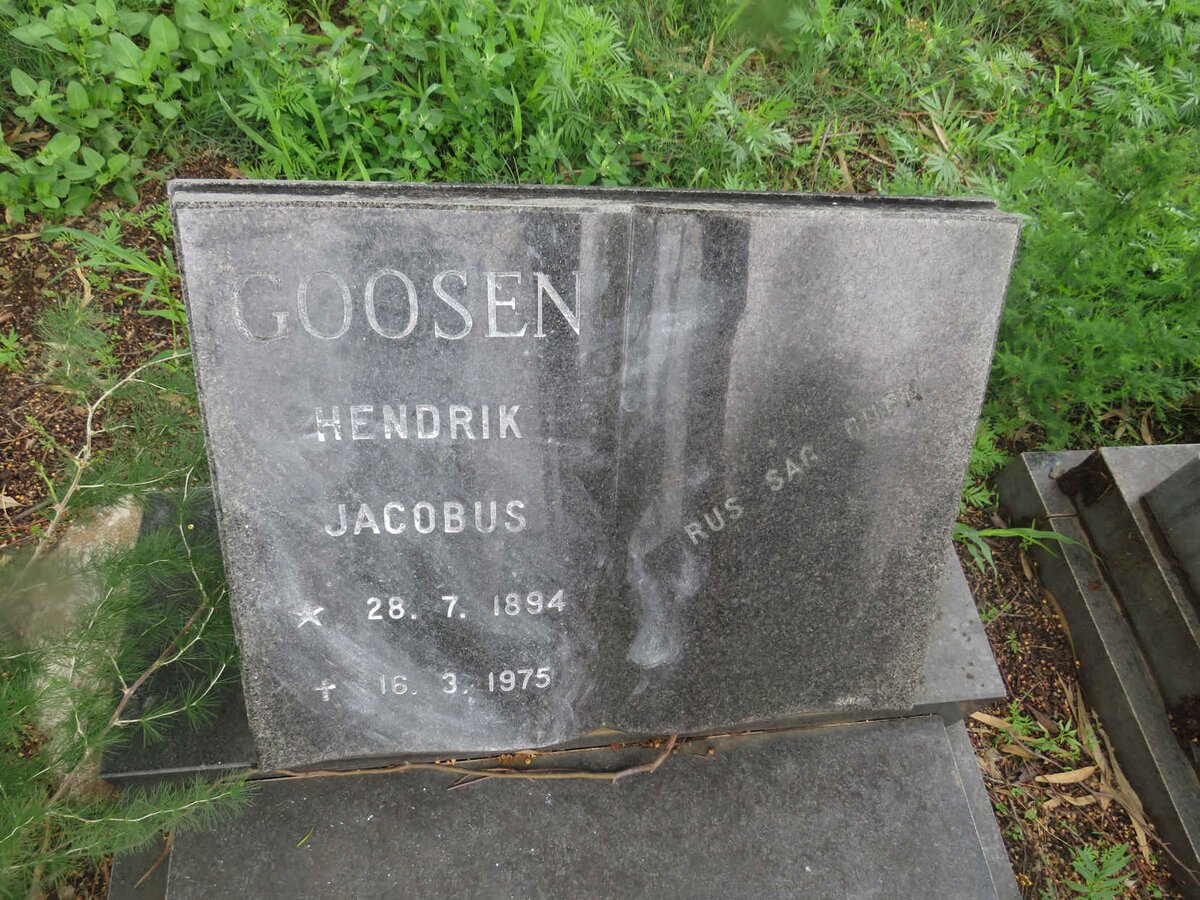 GOOSEN
HENDRIK
JACOBUS
28. 7. 1894
16. 3. 1975
RUS SAG